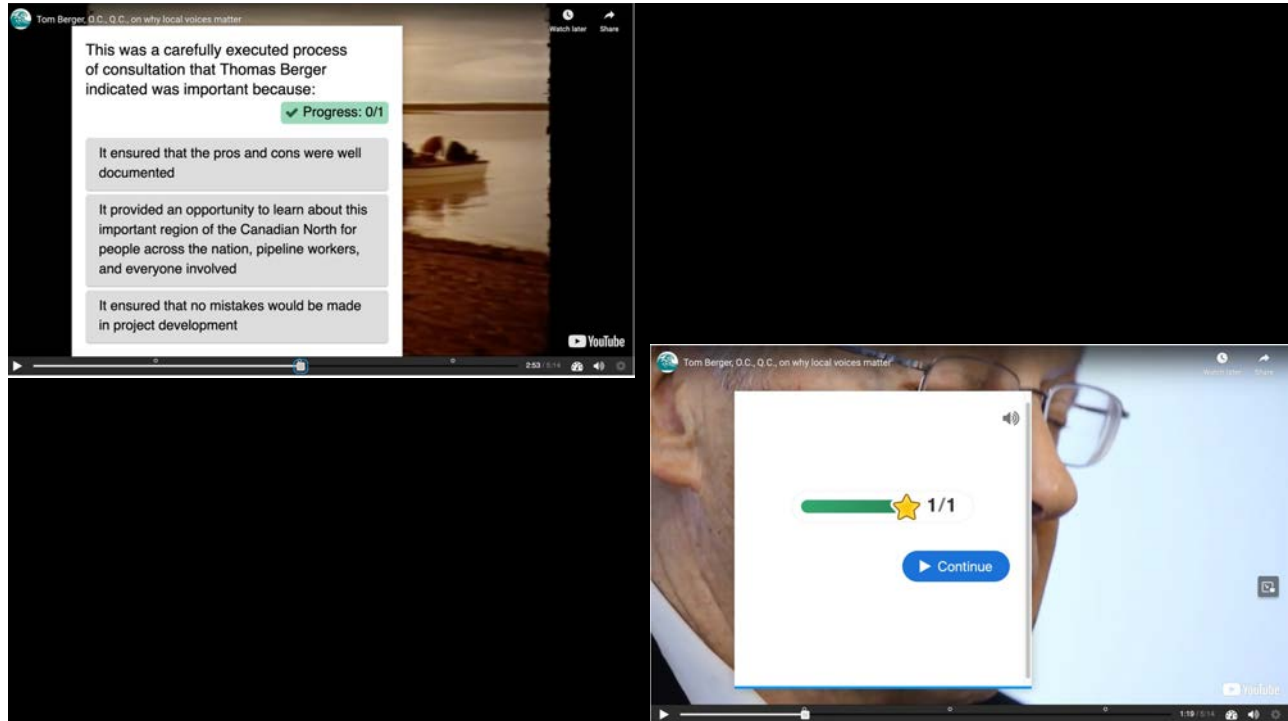 Tom Berger, O.C., Q.C., on why local voices matter
Watch later
Share
This was a carefully executed process
of consultation that Thomas Berger
indicated was important because:
Progress: 0/1
It ensured that the pros and cons were well
documented
It provided an opportunity to learn about this
important region of the Canadian North for
people across the nation, pipeline workers,
and everyone involved
It ensured that no mistakes would be made
in project development
YouTube
2:53 / 5:14
Tom Berger, O.C., Q.C., on why local voices matter
Watch later
Share
1/1
Continue
YouTube
1:19 / 5:14